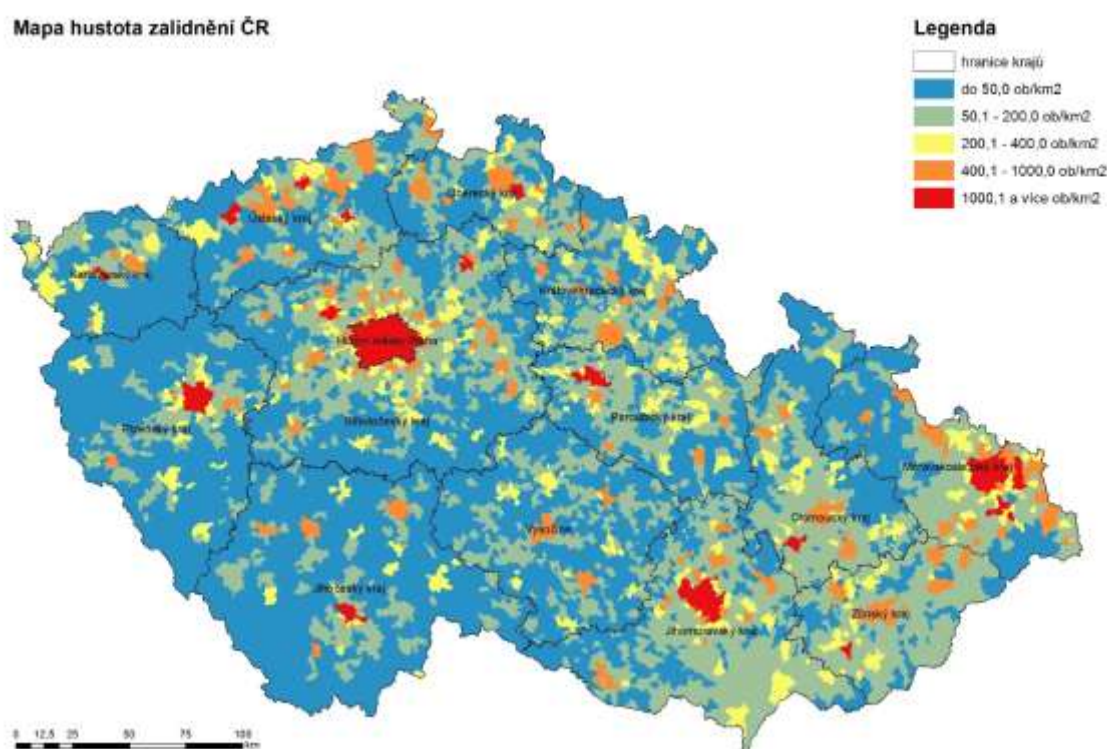 Mapa hustota zalidnění ČR
Legenda
hranice krajů
do 50,0 ob/km2
50,1 - 200,0 ob/km2
200,1 - 400,0 ob/km2
400,1 - 1000,0 ob/km2
1000,1 a více ob/km2
Liberecký kraj
Ústecký kraj
Karlovarský kraj
Královéhradecký kraj
Hlavní město Praha
Pardubický kraj
Středočeský kraj
Plzeňský kraj
Moravskoslezský kraj
Olomoucký kraj
Vysočina
Jihočeský kraj
Zlínský kraj
Jihomoravský kraj
0 12,5 25 50 75 100
km